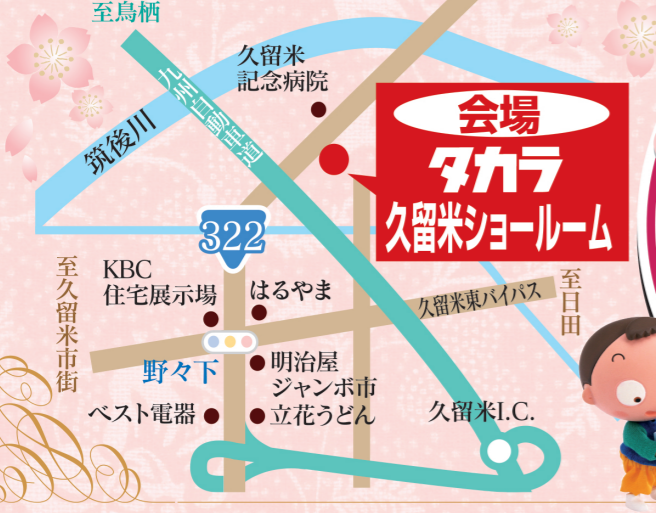 至鳥栖
久留米
記念病院
九州自動車道
筑後川
会場
タカラ
久留米ショールーム
322
至久留米市街
KBC
住宅展示場
はるやま
久留米東バイパス
至日田
野々下
明治屋
ジャンボ市
ベスト電器
立花うどん
久留米I.C.